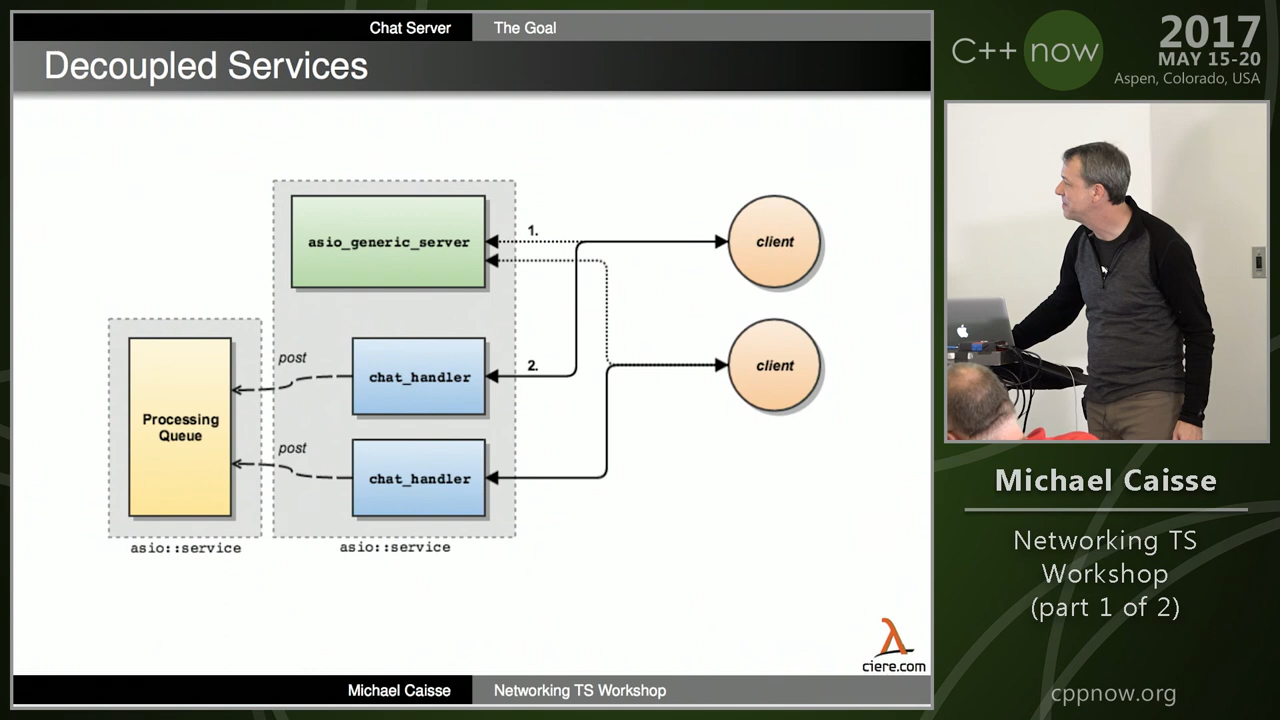 Chat Server
The Goal
Decoupled Services
asio_generic_server
1.
client
post
chat_handler
2.
client
Processing
Queue
post
chat_handler
asio::service
asio::service
λ
ciere.com
Michael Caisse
Networking TS Workshop
C++ now
2017
MAY 15-20
Aspen, Colorado, USA
Michael Caisse
Networking TS
Workshop
(part 1 of 2)
cppnow.org